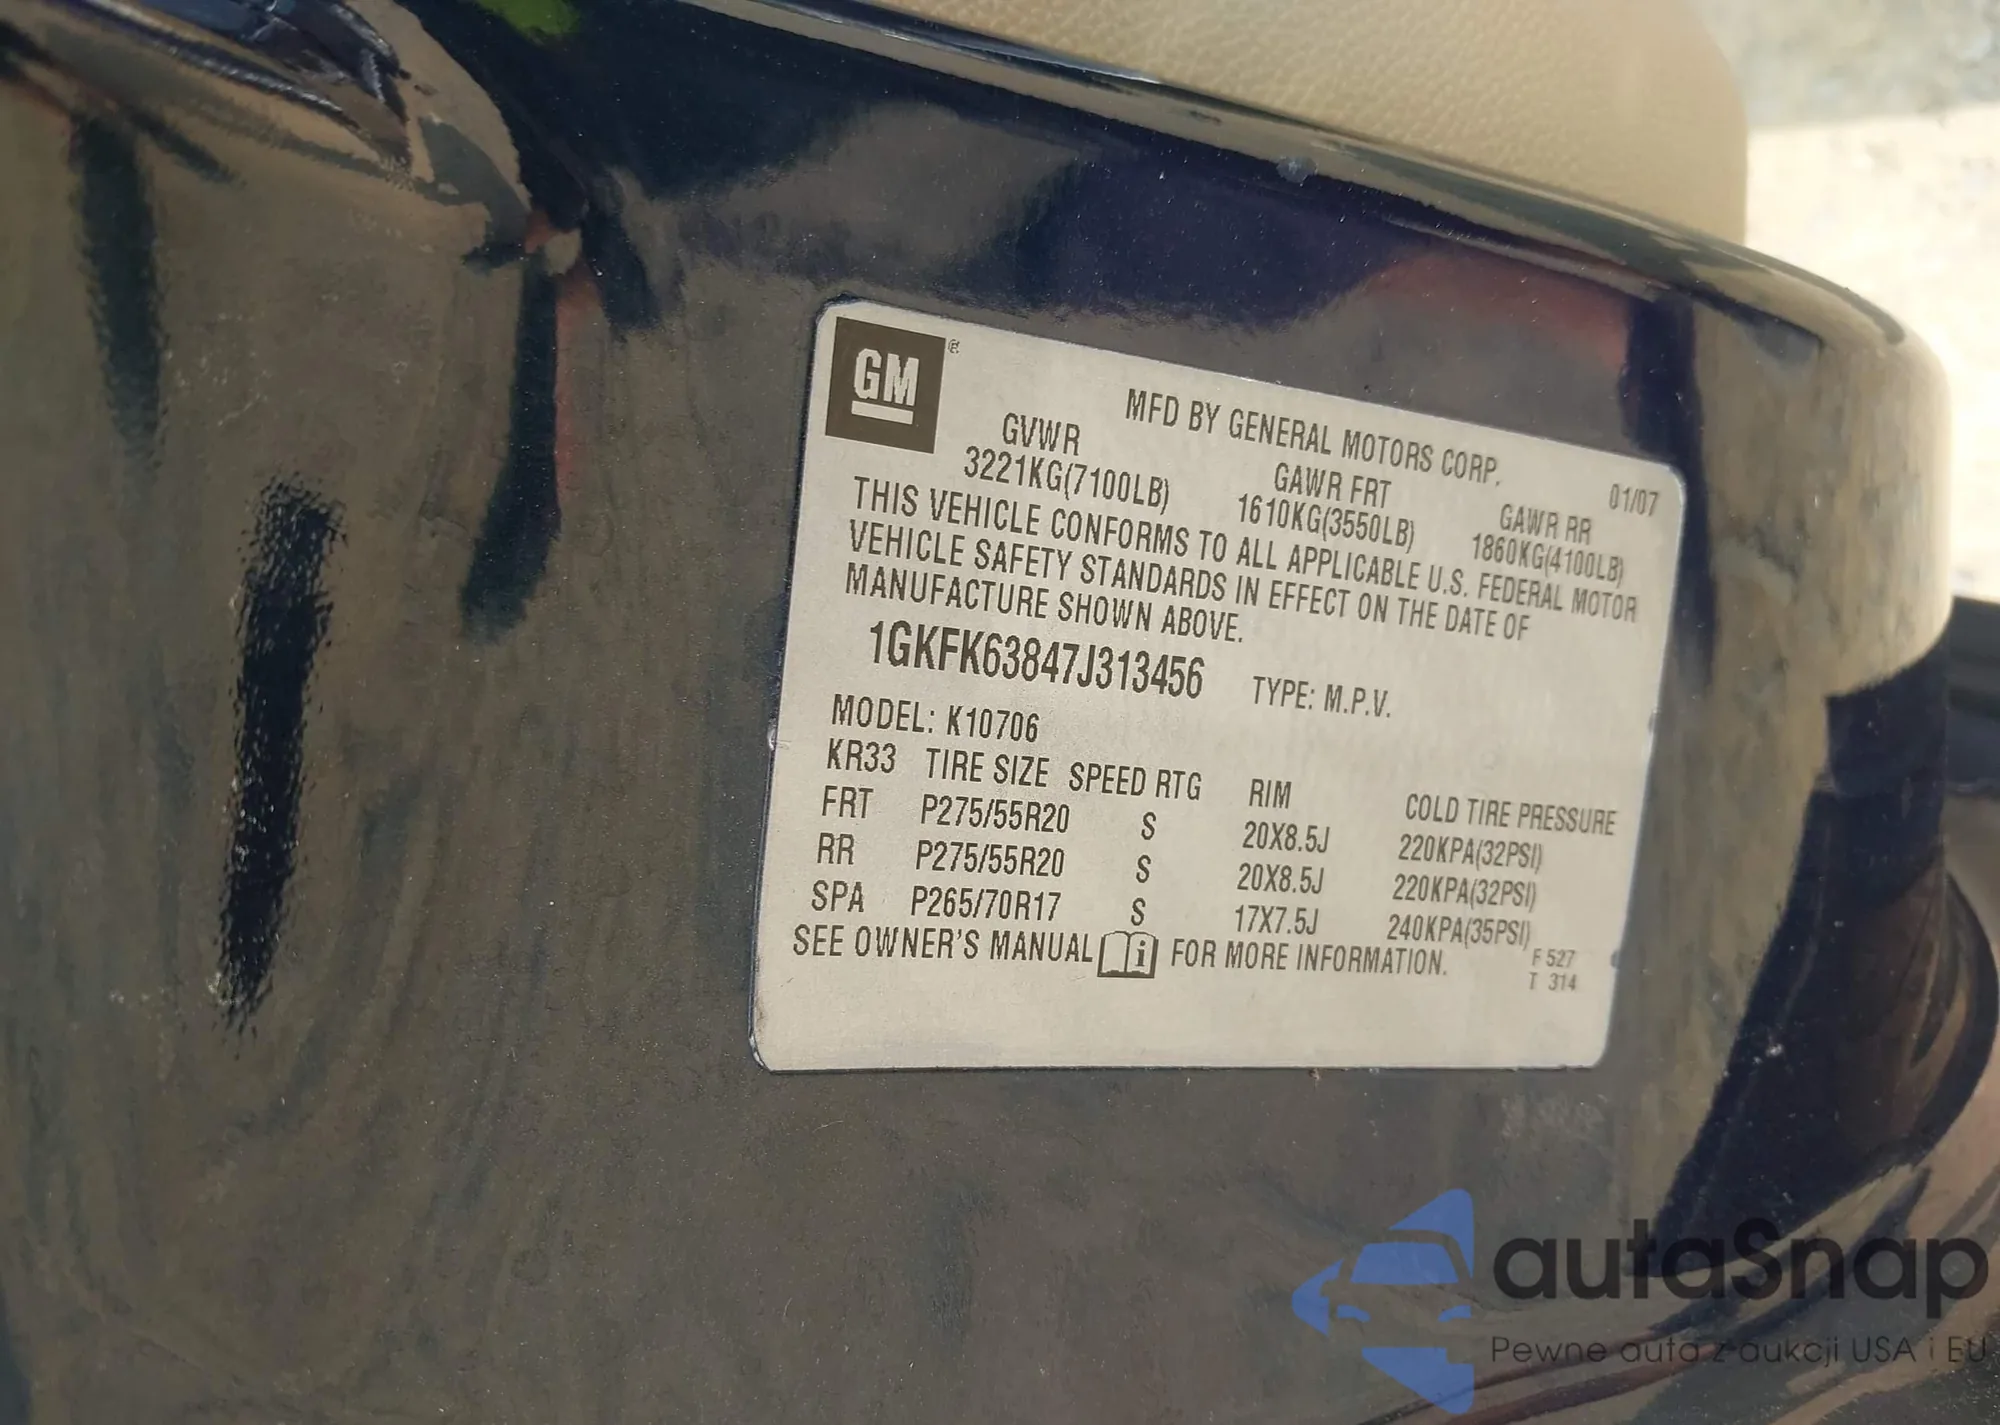 GM ®
MFD BY GENERAL MOTORS CORP.
01/07
GVWR GAWR FRT GAWR RR
3221KG(7100LB) 1610KG(3550LB) 1860KG(4100LB)
THIS VEHICLE CONFORMS TO ALL APPLICABLE U.S. FEDERAL MOTOR
VEHICLE SAFETY STANDARDS IN EFFECT ON THE DATE OF
MANUFACTURE SHOWN ABOVE.
1GKFK63847J313456 TYPE: M.P.V.
MODEL: K10706
KR33 TIRE SIZE SPEED RTG RIM COLD TIRE PRESSURE
FRT P275/55R20 S 20X8.5J 220KPA(32PSI)
RR P275/55R20 S 20X8.5J 220KPA(32PSI)
SPA P265/70R17 S 17X7.5J 240KPA(35PSI)
SEE OWNER'S MANUAL i FOR MORE INFORMATION.
F 527
T 314
autaSnap
Pewne auta z aukcji USA i EU